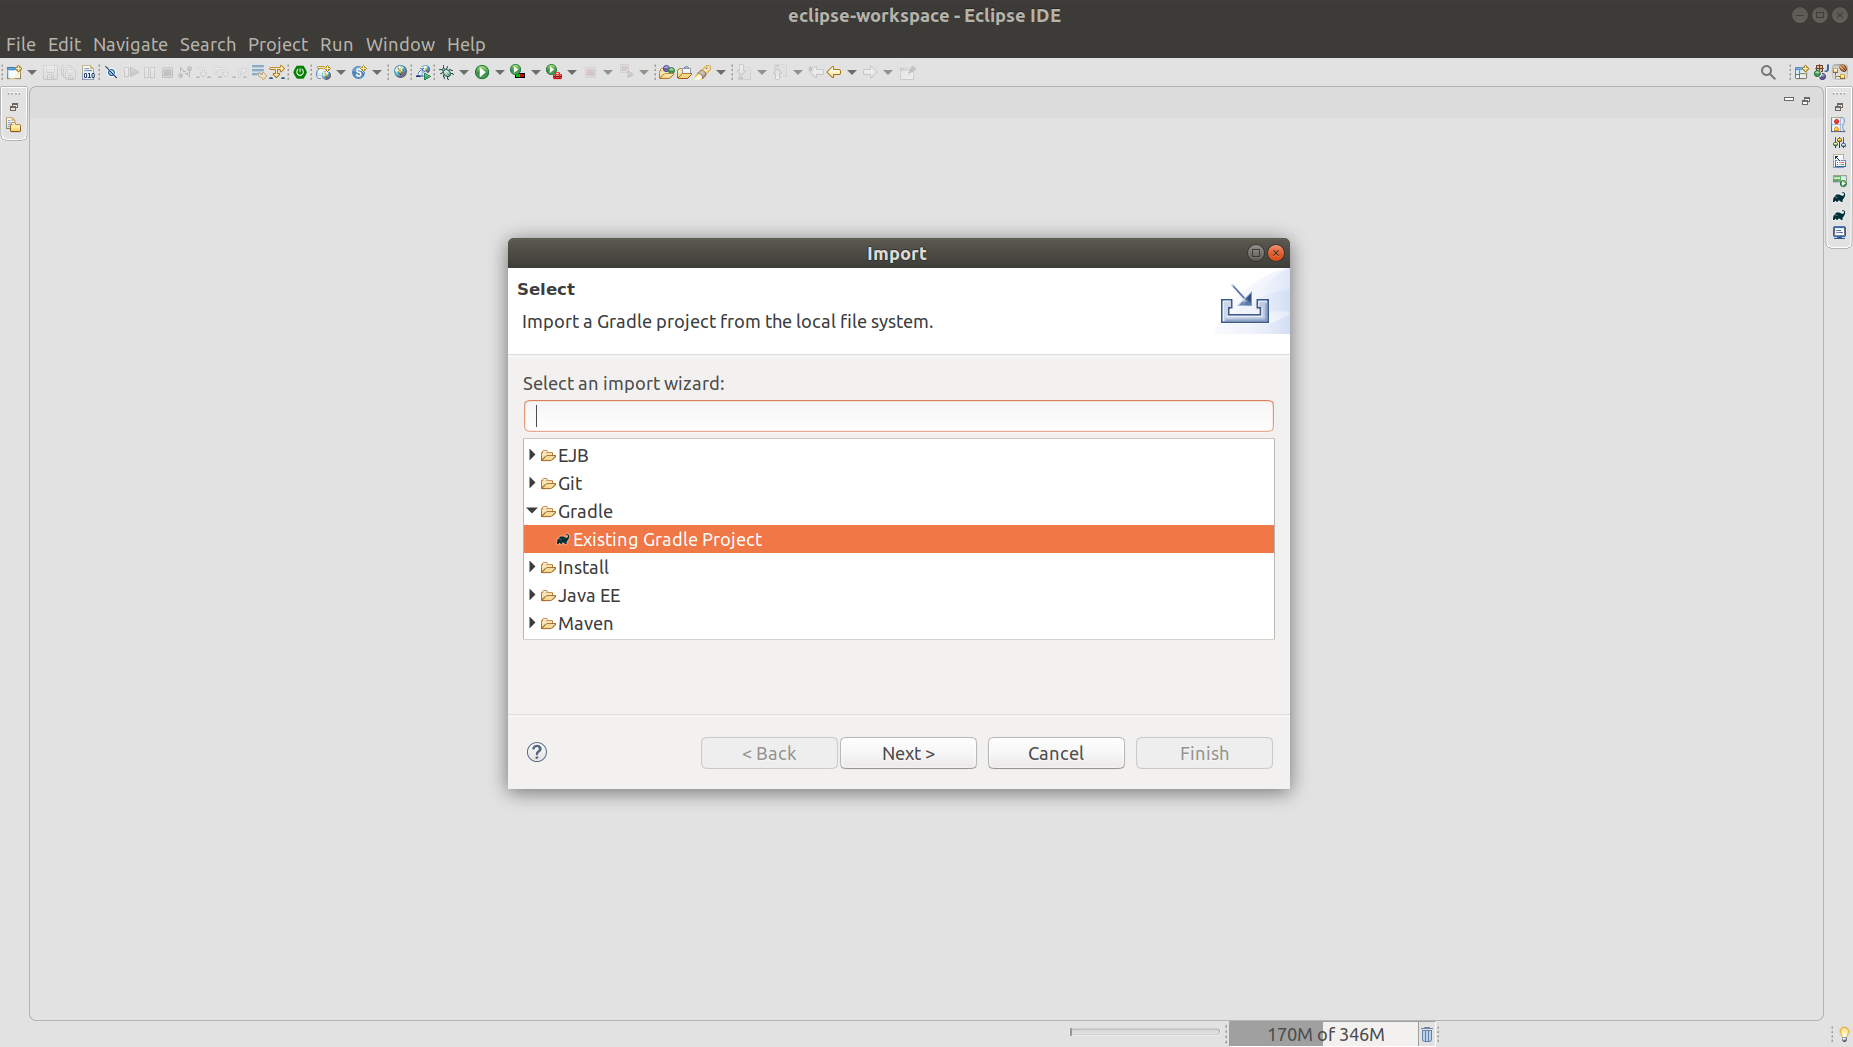 eclipse-workspace - Eclipse IDE
File Edit Navigate Search Project Run Window Help
010
Import
Select
Import a Gradle project from the local file system.
Select an import wizard:
EJB
Git
Gradle
Existing Gradle Project
Install
Java EE
Maven
< Back Next > Cancel Finish
170M of 346M